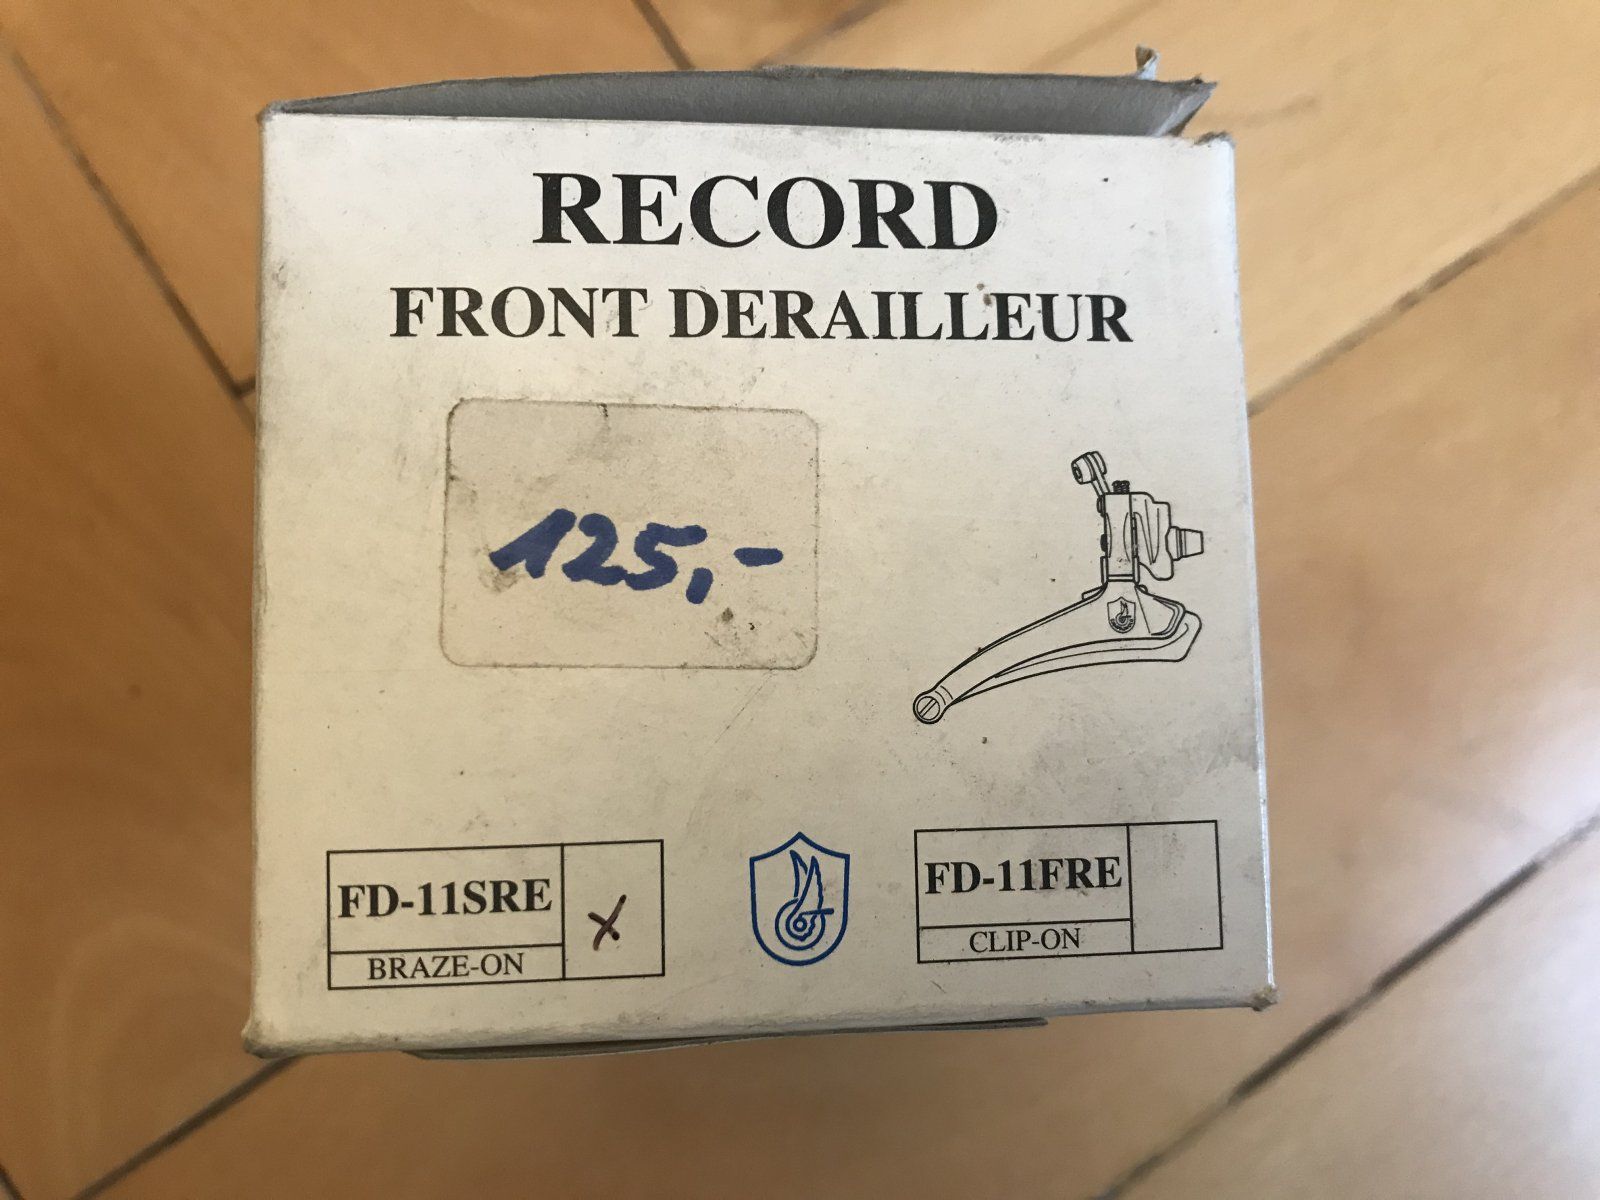 RECORD
FRONT DERAILLEUR
125,-
FD-11SRE X
BRAZE-ON
FD-11FRE
CLIP-ON